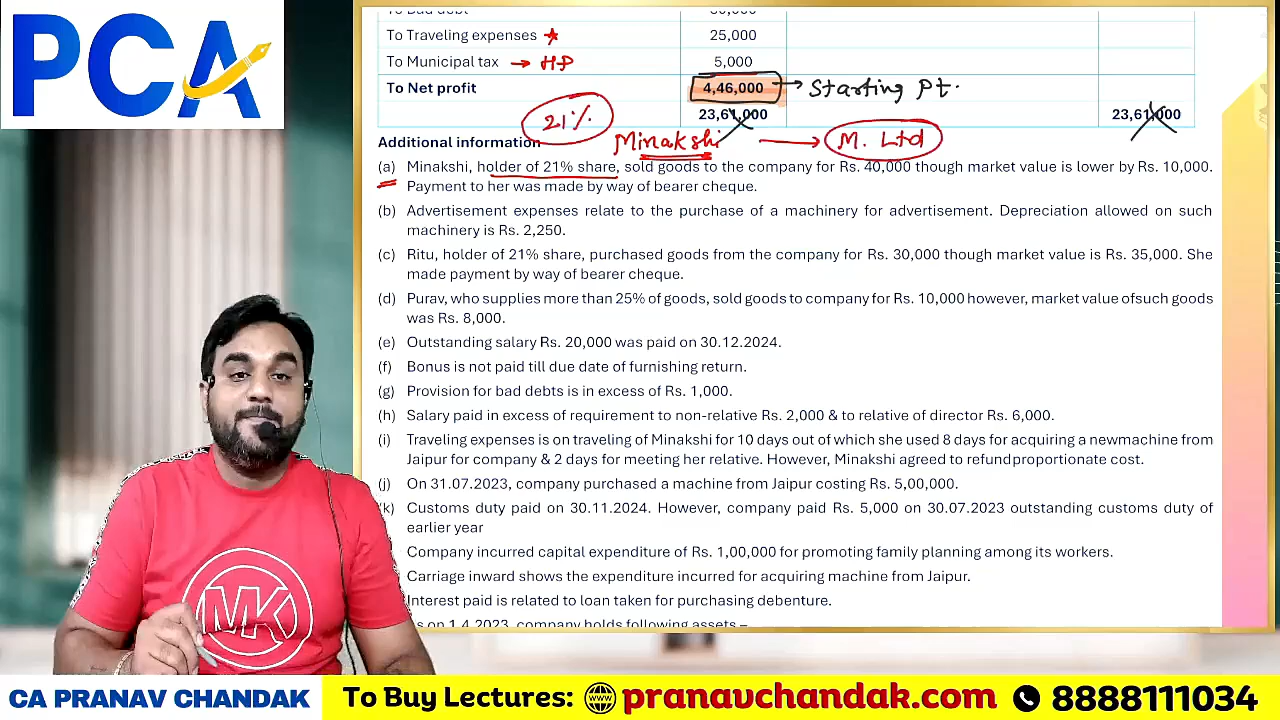 PCA
To Bad debt 30,000
To Traveling expenses 25,000
To Municipal tax → HP 5,000
To Net profit 4,46,000 → Starting Pt.
23,61,000 23,61,000
21%
Minakshi → M. Ltd
Additional information
(a) Minakshi, holder of 21% share, sold goods to the company for Rs. 40,000 though market value is lower by Rs. 10,000.
Payment to her was made by way of bearer cheque.
(b) Advertisement expenses relate to the purchase of a machinery for advertisement. Depreciation allowed on such
machinery is Rs. 2,250.
(c) Ritu, holder of 21% share, purchased goods from the company for Rs. 30,000 though market value is Rs. 35,000. She
made payment by way of bearer cheque.
(d) Purav, who supplies more than 25% of goods, sold goods to company for Rs. 10,000 however, market value ofsuch goods
was Rs. 8,000.
(e) Outstanding salary Rs. 20,000 was paid on 30.12.2024.
(f) Bonus is not paid till due date of furnishing return.
(g) Provision for bad debts is in excess of Rs. 1,000.
(h) Salary paid in excess of requirement to non-relative Rs. 2,000 & to relative of director Rs. 6,000.
(i) Traveling expenses is on traveling of Minakshi for 10 days out of which she used 8 days for acquiring a newmachine from
Jaipur for company & 2 days for meeting her relative. However, Minakshi agreed to refundproportionate cost.
(j) On 31.07.2023, company purchased a machine from Jaipur costing Rs. 5,00,000.
(k) Customs duty paid on 30.11.2024. However, company paid Rs. 5,000 on 30.07.2023 outstanding customs duty of
earlier year
Company incurred capital expenditure of Rs. 1,00,000 for promoting family planning among its workers.
Carriage inward shows the expenditure incurred for acquiring machine from Jaipur.
Interest paid is related to loan taken for purchasing debenture.
on 1.4.2023, company holds following assets –
MK
CA PRANAV CHANDAK
To Buy Lectures: pranavchandak.com 8888111034